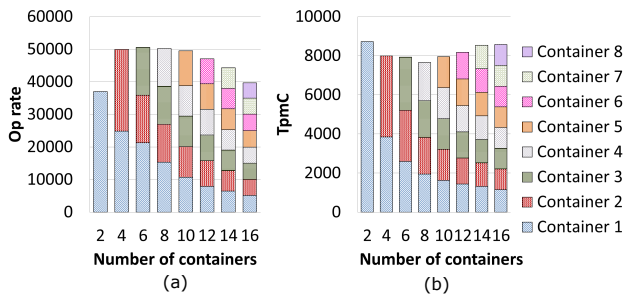 60000
50000
40000
30000
20000
10000
0
Op rate
2 4 6 8 10 12 14 16
Number of containers
(a)
10000
8000
6000
4000
2000
0
TpmC
2 4 6 8 10 12 14 16
Number of containers
(b)
Container 8
Container 7
Container 6
Container 5
Container 4
Container 3
Container 2
Container 1